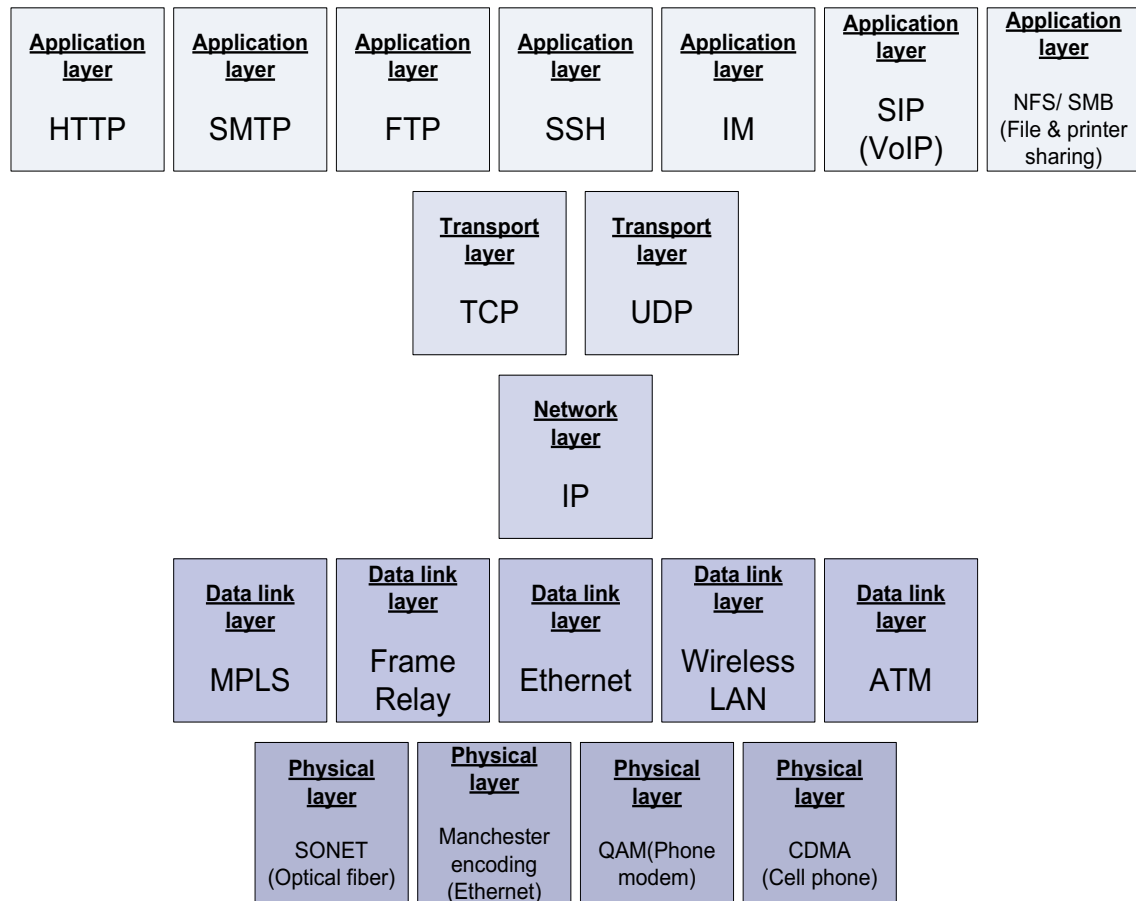 Application
layer
HTTP
Application
layer
SMTP
Application
layer
FTP
Application
layer
SSH
Application
layer
IM
Application
layer
SIP
(VoIP)
Application
layer
NFS/ SMB
(File & printer
sharing)
Transport
layer
TCP
Transport
layer
UDP
Network
layer
IP
Data link
layer
MPLS
Data link
layer
Frame
Relay
Data link
layer
Ethernet
Data link
layer
Wireless
LAN
Data link
layer
ATM
Physical
layer
SONET
(Optical fiber)
Physical
layer
Manchester
encoding
(Ethernet)
Physical
layer
QAM(Phone
modem)
Physical
layer
CDMA
(Cell phone)